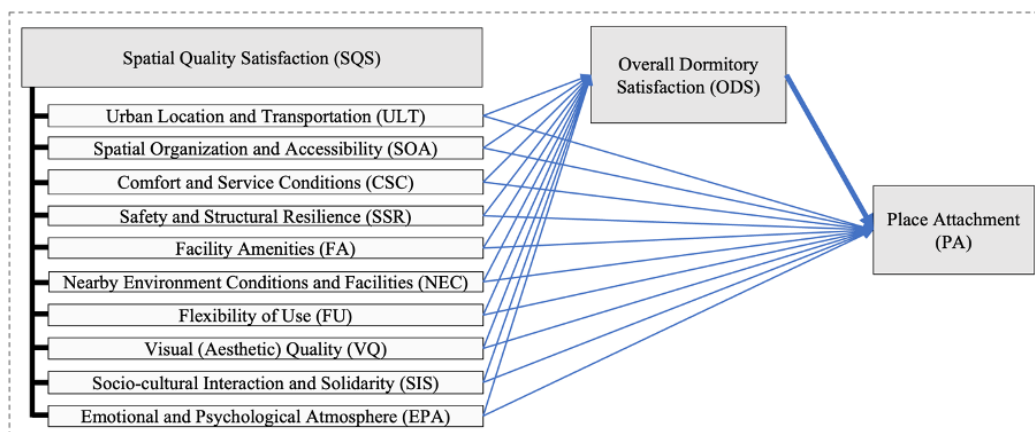 Spatial Quality Satisfaction (SQS)
Urban Location and Transportation (ULT)
Spatial Organization and Accessibility (SOA)
Comfort and Service Conditions (CSC)
Safety and Structural Resilience (SSR)
Facility Amenities (FA)
Nearby Environment Conditions and Facilities (NEC)
Flexibility of Use (FU)
Visual (Aesthetic) Quality (VQ)
Socio-cultural Interaction and Solidarity (SIS)
Emotional and Psychological Atmosphere (EPA)
Overall Dormitory
Satisfaction (ODS)
Place Attachment
(PA)